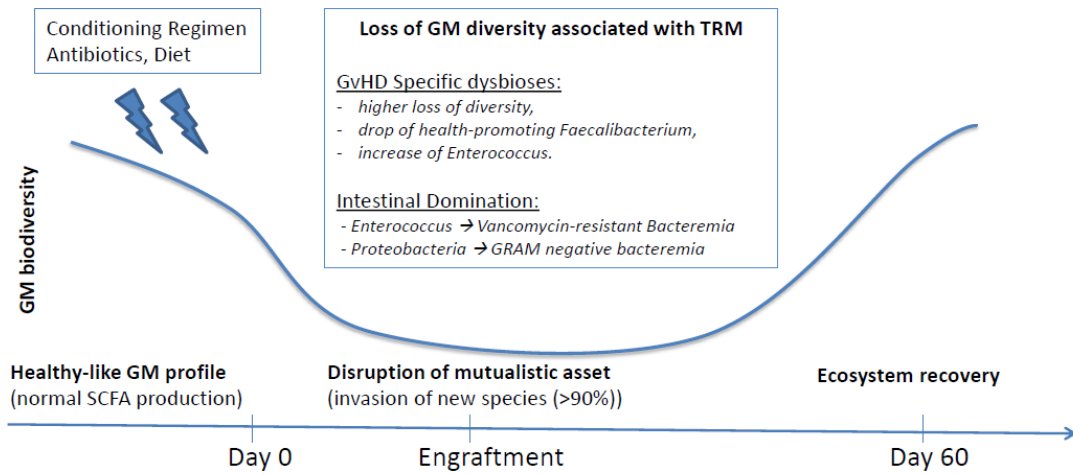 Conditioning Regimen
Antibiotics, Diet
Loss of GM diversity associated with TRM
GvHD Specific dysbioses:
- higher loss of diversity,
- drop of health-promoting Faecalibacterium,
- increase of Enterococcus.
Intestinal Domination:
- Enterococcus → Vancomycin-resistant Bacteremia
- Proteobacteria → GRAM negative bacteremia
GM biodiversity
Healthy-like GM profile
(normal SCFA production)
Disruption of mutualistic asset
(invasion of new species (>90%))
Ecosystem recovery
Day 0
Engraftment
Day 60